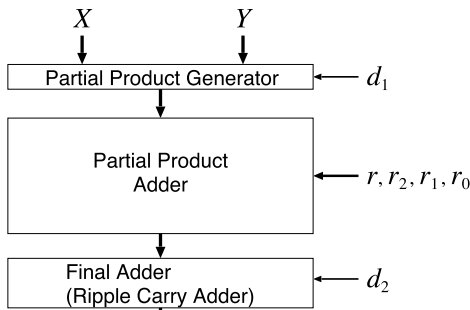 X Y
Partial Product Generator
d₁
Partial Product
Adder
r, r₂, r₁, r₀
Final Adder
(Ripple Carry Adder)
d₂